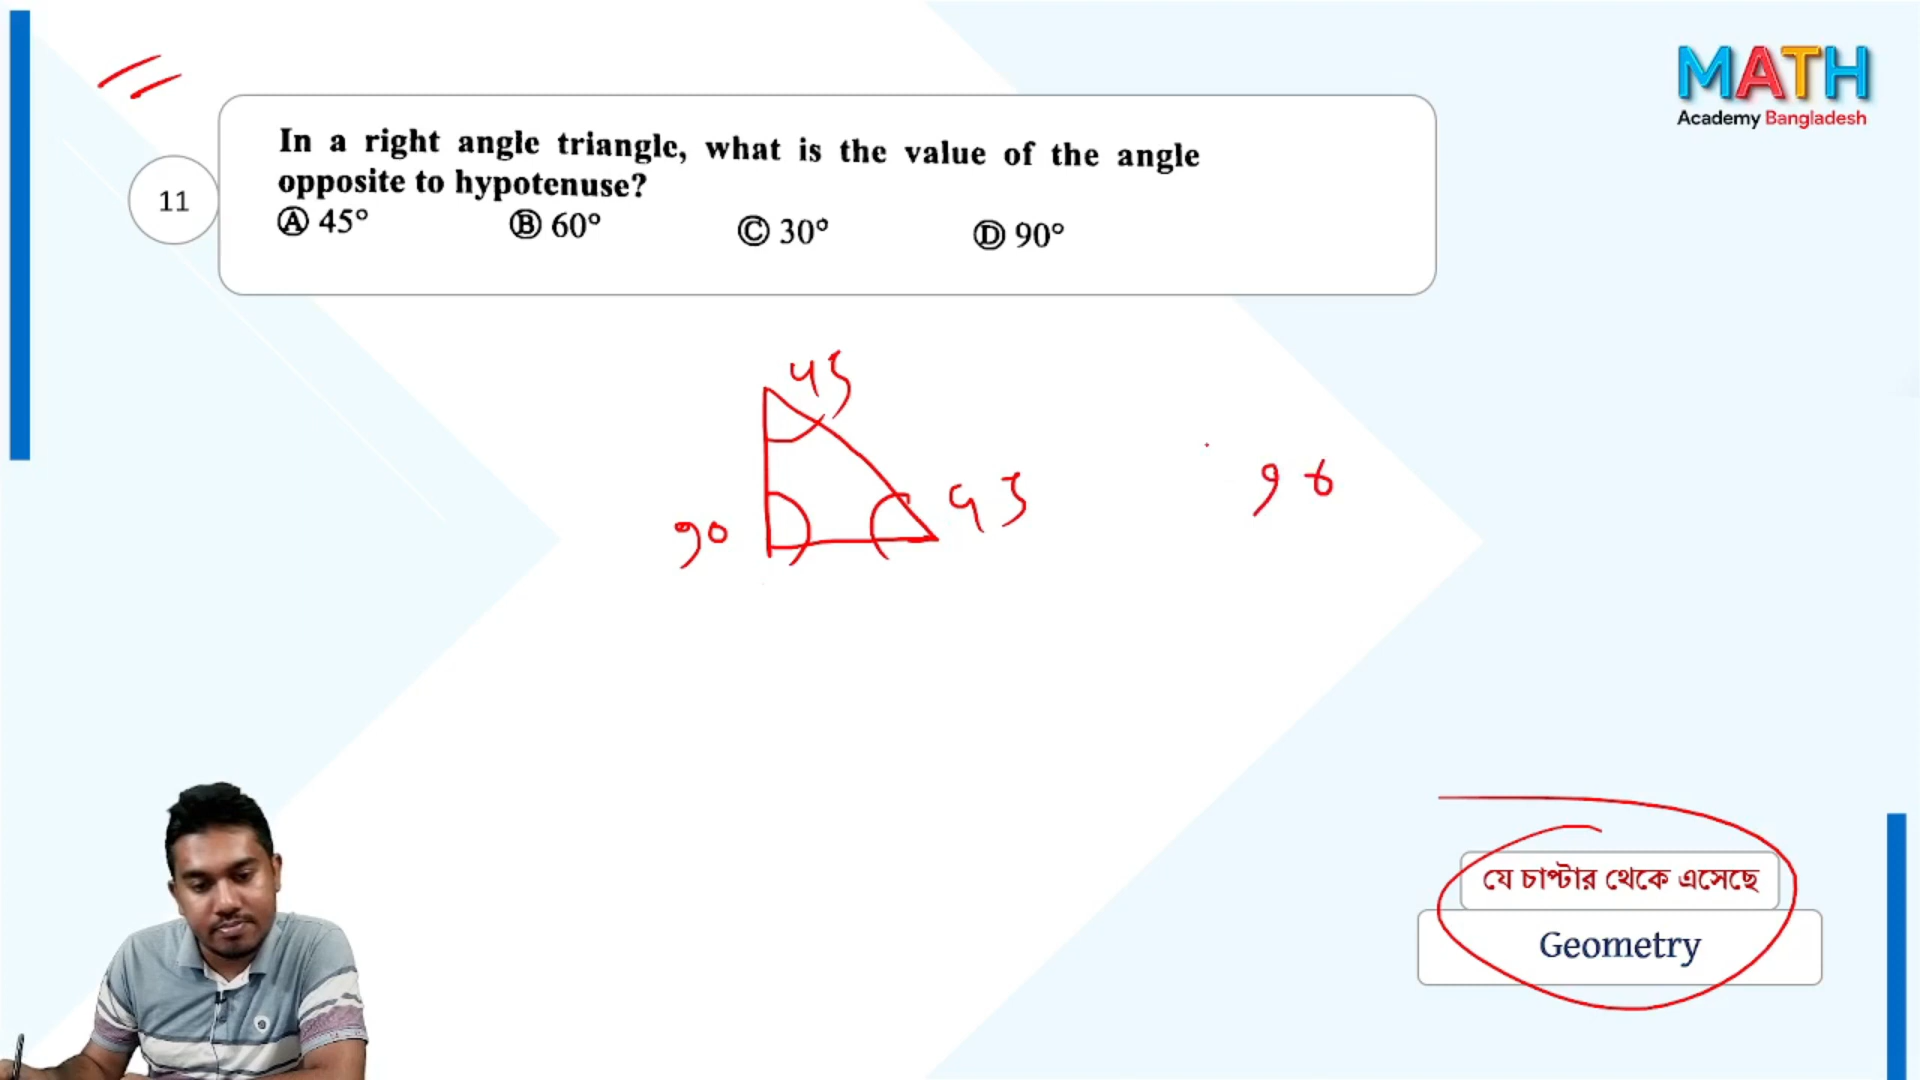 MATH
Academy Bangladesh
11
In a right angle triangle, what is the value of the angle
opposite to hypotenuse?
Ⓐ 45° Ⓑ 60° Ⓒ 30° Ⓓ 90°
45
90
45
যে চাপ্টার থেকে এসেছে
Geometry